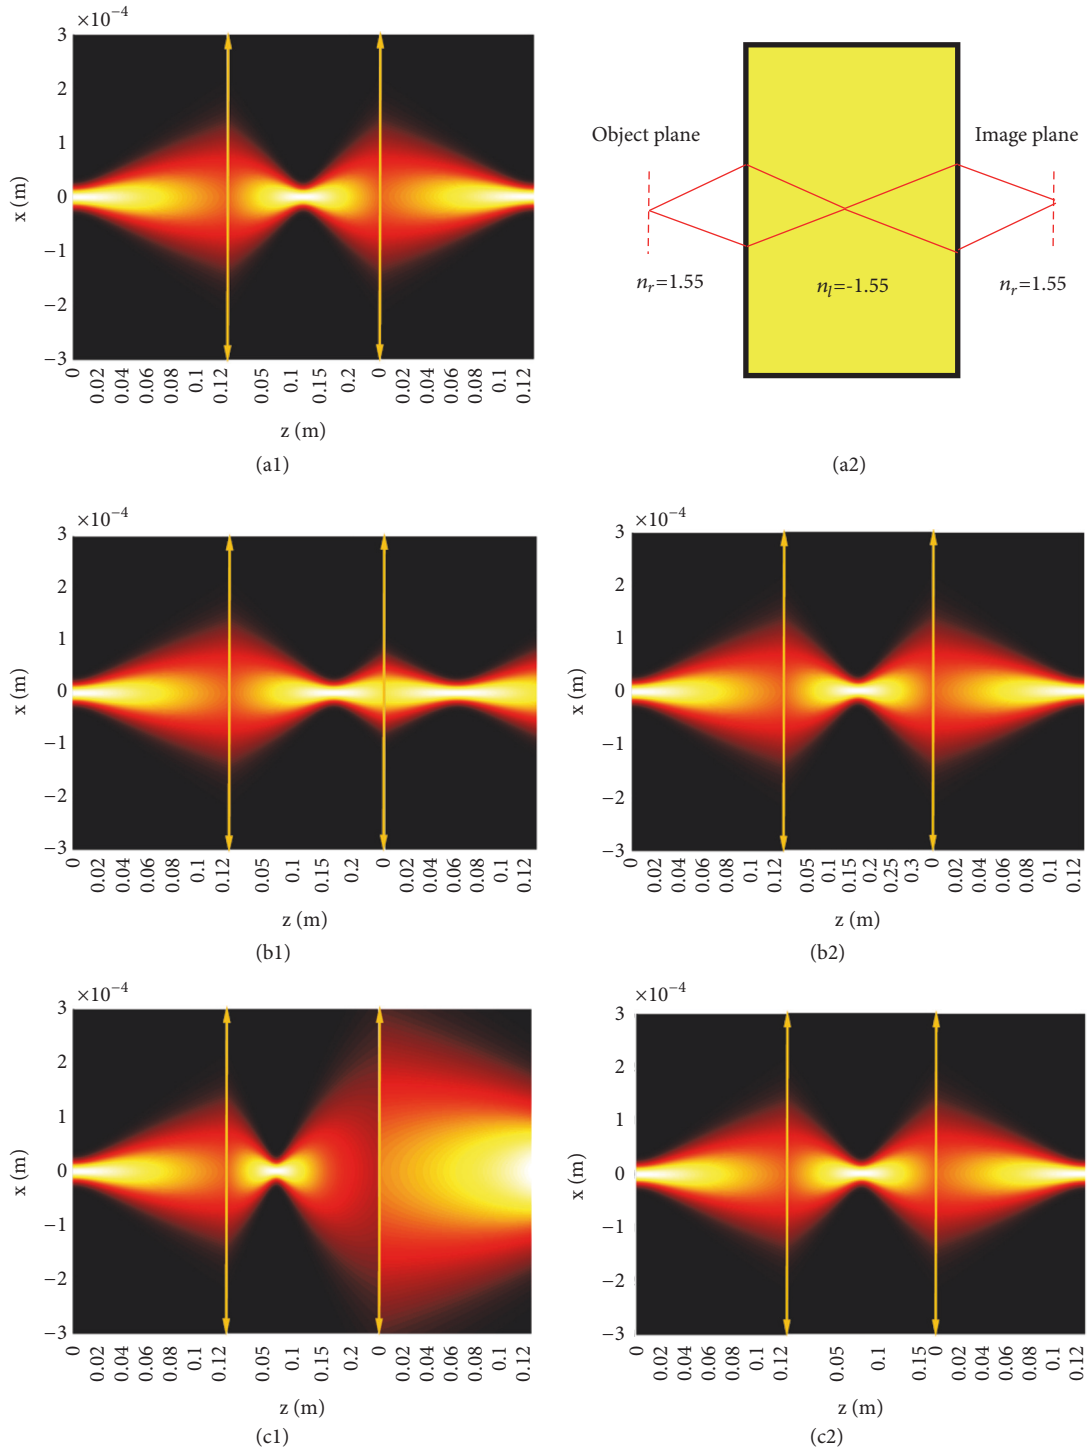 ×10−4
3
2
1
0
−1
−2
−3
x (m)
0 0.02 0.04 0.06 0.08 0.1 0.12 0.05 0.1 0.15 0.2 0 0.02 0.04 0.06 0.08 0.1 0.12
z (m)
(a1)
Object plane
Image plane
nr=1.55
nl=-1.55
nr=1.55
(a2)
×10−4
3
2
1
0
−1
−2
−3
x (m)
0 0.02 0.04 0.06 0.08 0.1 0.12 0.05 0.1 0.15 0.2 0 0.02 0.04 0.06 0.08 0.1 0.12
z (m)
(b1)
×10−4
3
2
1
0
−1
−2
−3
x (m)
0 0.02 0.04 0.06 0.08 0.1 0.12 0.05 0.1 0.15 0.2 0.25 0.3 0 0.02 0.04 0.06 0.08 0.1 0.12
z (m)
(b2)
×10−4
3
2
1
0
−1
−2
−3
x (m)
0 0.02 0.04 0.06 0.08 0.1 0.12 0.05 0.1 0.15 0.2 0 0.02 0.04 0.06 0.08 0.1 0.12
z (m)
(c1)
×10−4
3
2
1
0
−1
−2
−3
x (m)
0 0.02 0.04 0.06 0.08 0.1 0.12 0.05 0.1 0.15 0 0.02 0.04 0.06 0.08 0.1 0.12
z (m)
(c2)